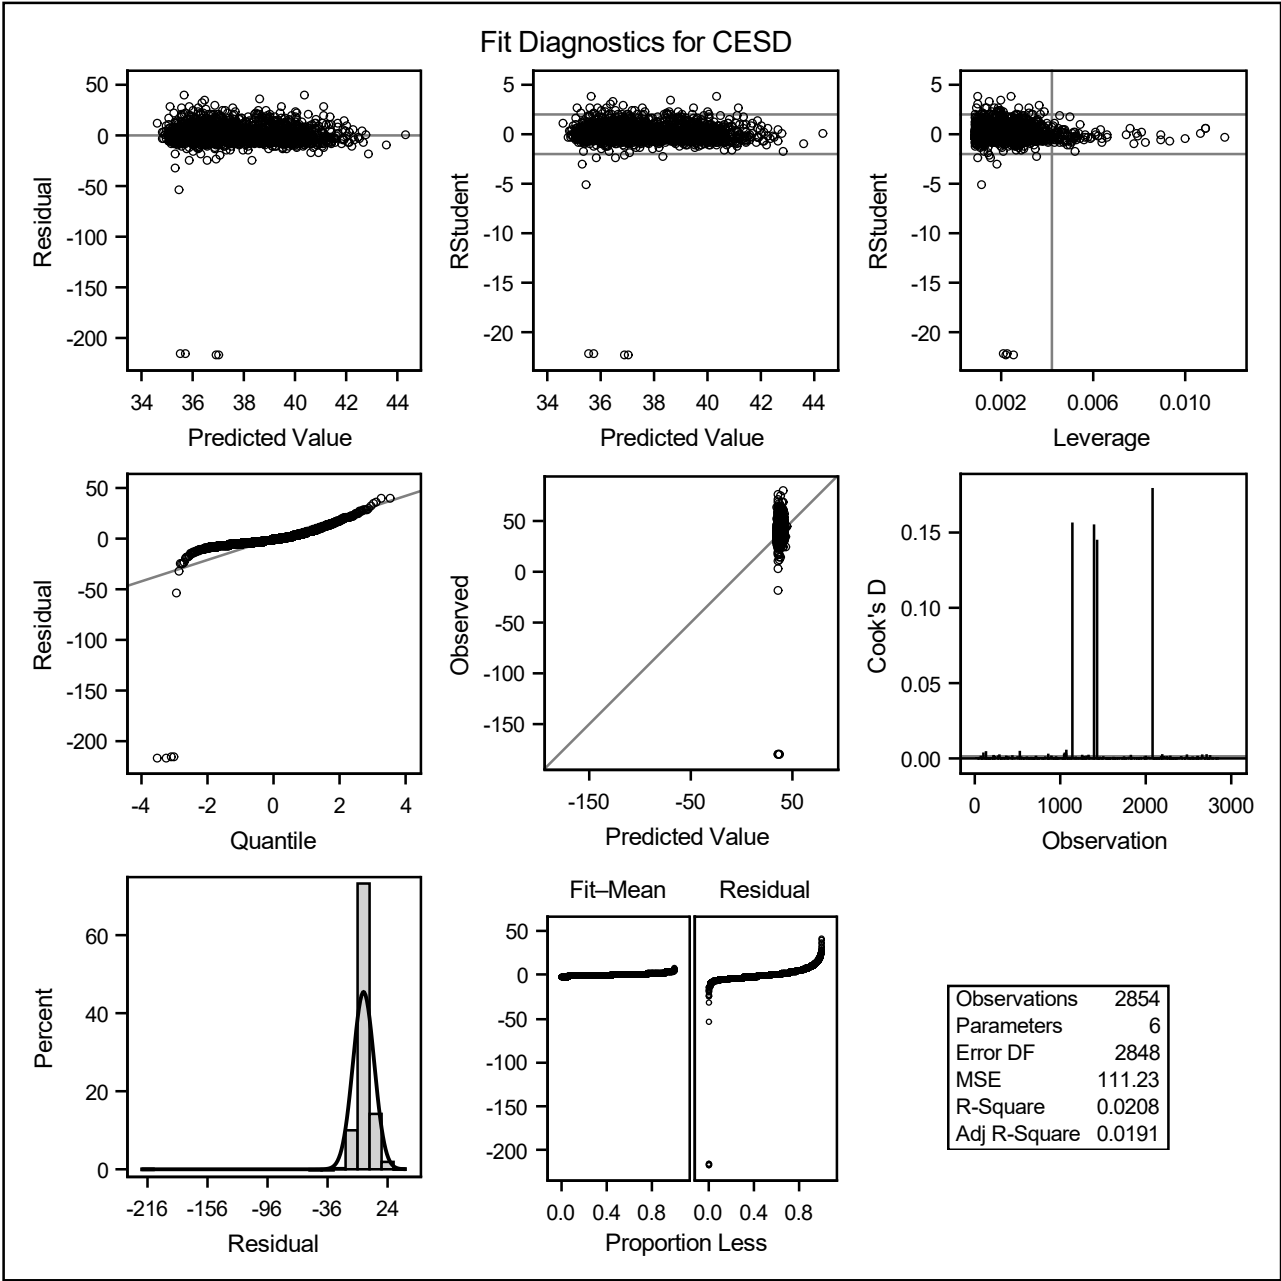 Fit Diagnostics for CESD
50
0
-50
-100
-150
-200
Residual
34 36 38 40 42 44
Predicted Value
5
0
-5
-10
-15
-20
RStudent
34 36 38 40 42 44
Predicted Value
5
0
-5
-10
-15
-20
RStudent
0.002 0.006 0.010
Leverage
50
0
-50
-100
-150
-200
Residual
-4 -2 0 2 4
Quantile
50
0
-50
-100
-150
Observed
-150 -50 50
Predicted Value
0.15
0.10
0.05
0.00
Cook's D
0 1000 2000 3000
Observation
60
40
20
0
Percent
-216 -156 -96 -36 24
Residual
Fit–Mean Residual
50
0
-50
-100
-150
-200
0.0 0.4 0.8 0.0 0.4 0.8
Proportion Less
Observations 2854
Parameters 6
Error DF 2848
MSE 111.23
R-Square 0.0208
Adj R-Square 0.0191